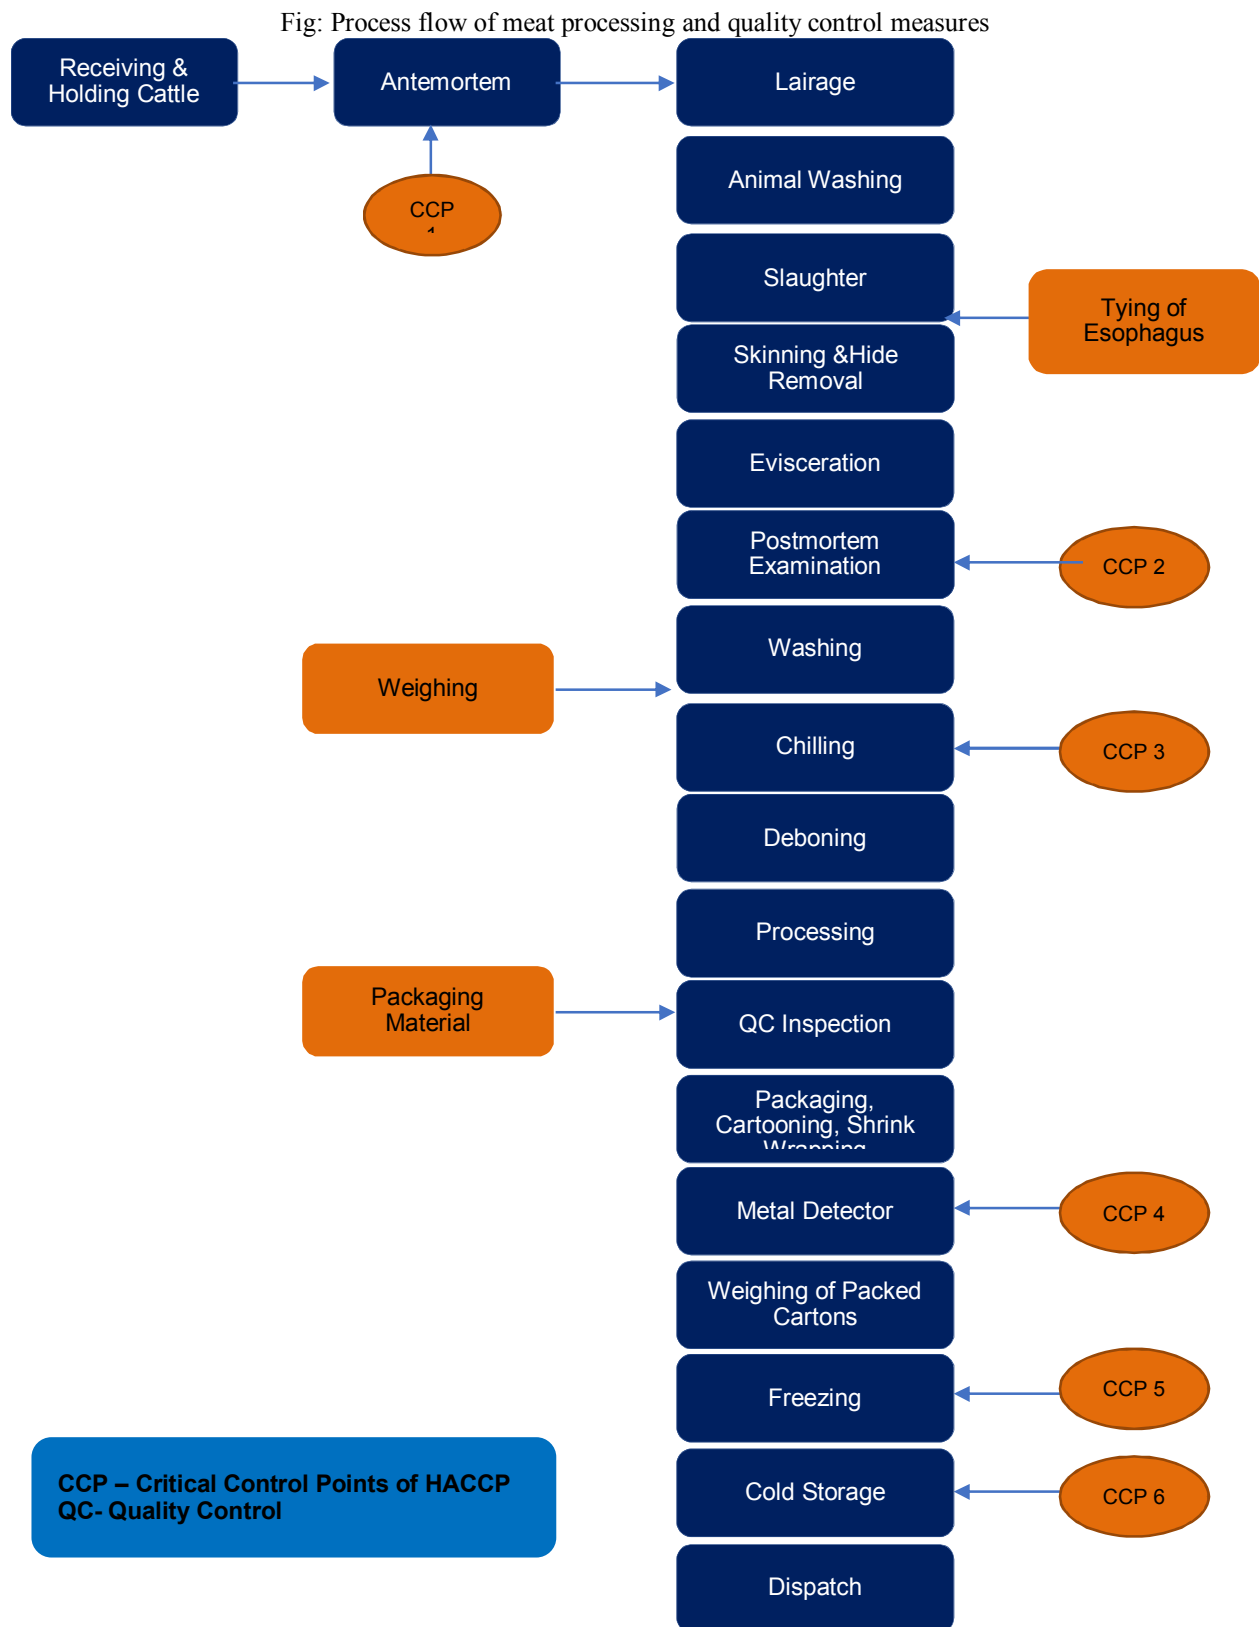 Fig: Process flow of meat processing and quality control measures
Receiving &
Holding Cattle
Antemortem
Lairage
CCP
Animal Washing
Slaughter
Tying of
Esophagus
Skinning &Hide
Removal
Evisceration
Postmortem
Examination
CCP 2
Washing
Weighing
Chilling
CCP 3
Deboning
Processing
Packaging
Material
QC Inspection
Packaging,
Cartooning, Shrink
Wrapping
Metal Detector
CCP 4
Weighing of Packed
Cartons
Freezing
CCP 5
Cold Storage
CCP 6
CCP – Critical Control Points of HACCP
QC- Quality Control
Dispatch